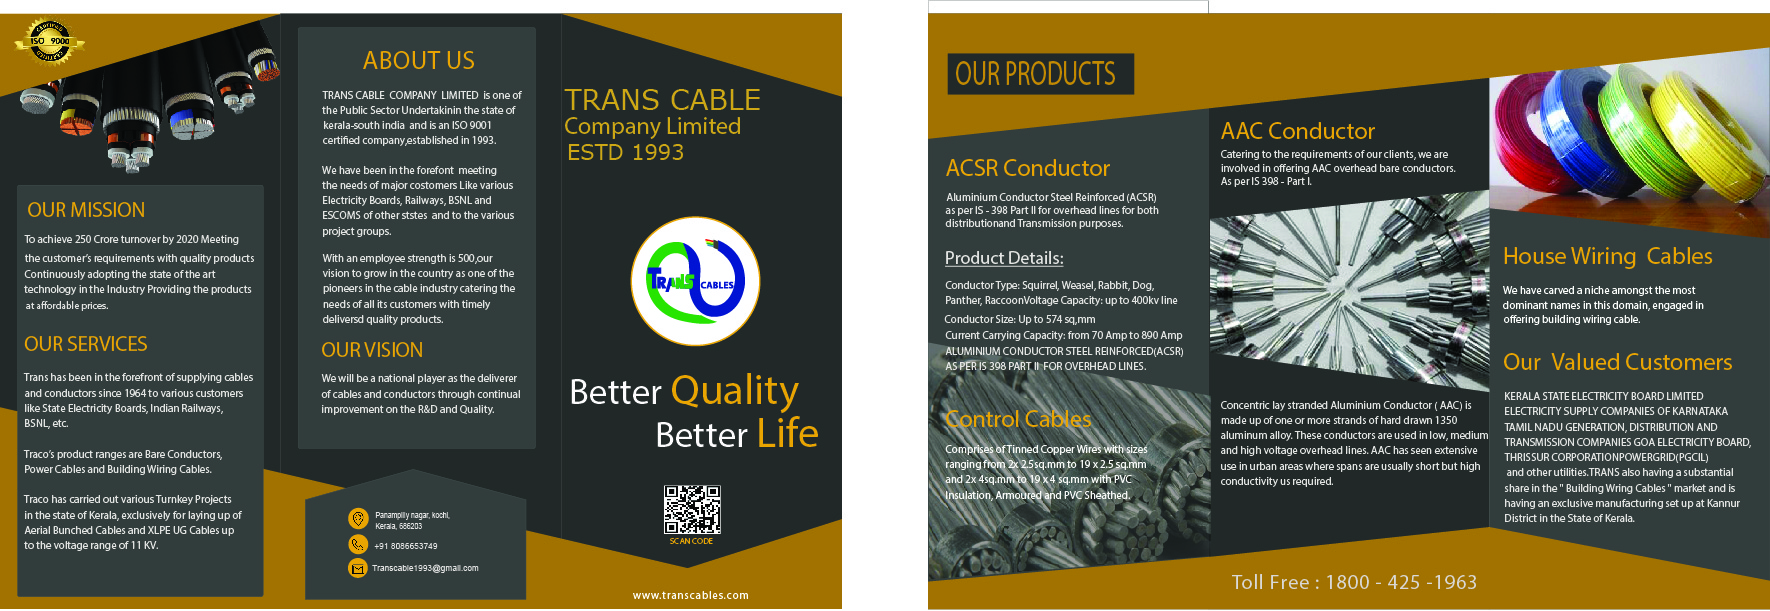 CERTIFIED
ISO 9000
OUR MISSION
To achieve 250 Crore turnover by 2020 Meeting
the customer's requirements with quality products
Continuously adopting the state of the art
technology in the Industry Providing the products
at affordable prices.
OUR SERVICES
Trans has been in the forefront of supplying cables
and conductors since 1964 to various customers
like State Electricity Boards, Indian Railways,
BSNL, etc.
Traco's product ranges are Bare Conductors,
Power Cables and Building Wiring Cables.
Traco has carried out various Turnkey Projects
in the state of Kerala, exclusively for laying up of
Aerial Bunched Cables and XLPE UG Cables up
to the voltage range of 11 KV.
ABOUT US
TRANS CABLE COMPANY LIMITED is one of
the Public Sector Undertakinin the state of
kerala-south india and is an ISO 9001
certified company,established in 1993.
We have been in the forefont meeting
the needs of major costomers Like various
Electricity Boards, Railways, BSNL and
ESCOMS of other ststes and to the various
project groups.
With an employee strength is 500,our
vision to grow in the country as one of the
pioneers in the cable industry catering the
needs of all its customers with timely
deliversd quality products.
OUR VISION
We will be a national player as the deliverer
of cables and conductors through continual
improvement on the R&D and Quality.
Panampilly nagar, kochi,
Kerala, 686203
+91 8086653749
Transcable1993@gmail.com
TRANS CABLE
Company Limited
ESTD 1993
TRANS CABLES
Better Quality
Better Life
SCAN CODE
www.transcables.com
OUR PRODUCTS
ACSR Conductor
Aluminium Conductor Steel Reinforced (ACSR)
as per IS - 398 Part II for overhead lines for both
distributionand Transmission purposes.
Product Details:
Conductor Type: Squirrel, Weasel, Rabbit, Dog,
Panther, RaccoonVoltage Capacity: up to 400kv line
Conductor Size: Up to 574 sq,mm
Current Carrying Capacity: from 70 Amp to 890 Amp
ALUMINIUM CONDUCTOR STEEL REINFORCED(ACSR)
AS PER IS 398 PART II FOR OVERHEAD LINES.
Control Cables
Comprises of Tinned Copper Wires with sizes
ranging from 2x 2.5sq.mm to 19 x 2.5 sq.mm
and 2x 4sq.mm to 19 x 4 sq.mm with PVC
Insulation, Armoured and PVC Sheathed.
AAC Conductor
Catering to the requirements of our clients, we are
involved in offering AAC overhead bare conductors.
As per IS 398 - Part I.
Concentric lay stranded Aluminium Conductor ( AAC) is
made up of one or more strands of hard drawn 1350
aluminum alloy. These conductors are used in low, medium
and high voltage overhead lines. AAC has seen extensive
use in urban areas where spans are usually short but high
conductivity us required.
House Wiring Cables
We have carved a niche amongst the most
dominant names in this domain, engaged in
offering building wiring cable.
Our Valued Customers
KERALA STATE ELECTRICITY BOARD LIMITED
ELECTRICITY SUPPLY COMPANIES OF KARNATAKA
TAMIL NADU GENERATION, DISTRIBUTION AND
TRANSMISSION COMPANIES GOA ELECTRICITY BOARD,
THRISSUR CORPORATIONPOWERGRID(PGCIL)
and other utilities.TRANS also having a substantial
share in the " Building Wring Cables " market and is
having an exclusive manufacturing set up at Kannur
District in the State of Kerala.
Toll Free : 1800 - 425 -1963